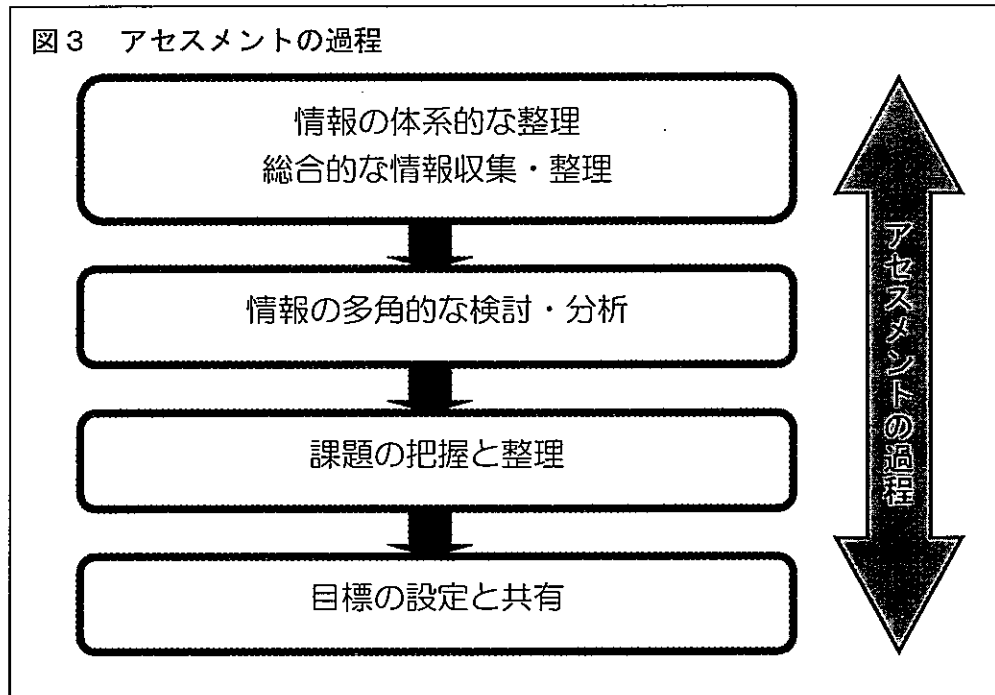 図3 アセスメントの過程
情報の体系的な整理
総合的な情報収集・整理
情報の多角的な検討・分析
課題の把握と整理
目標の設定と共有
アセスメントの過程